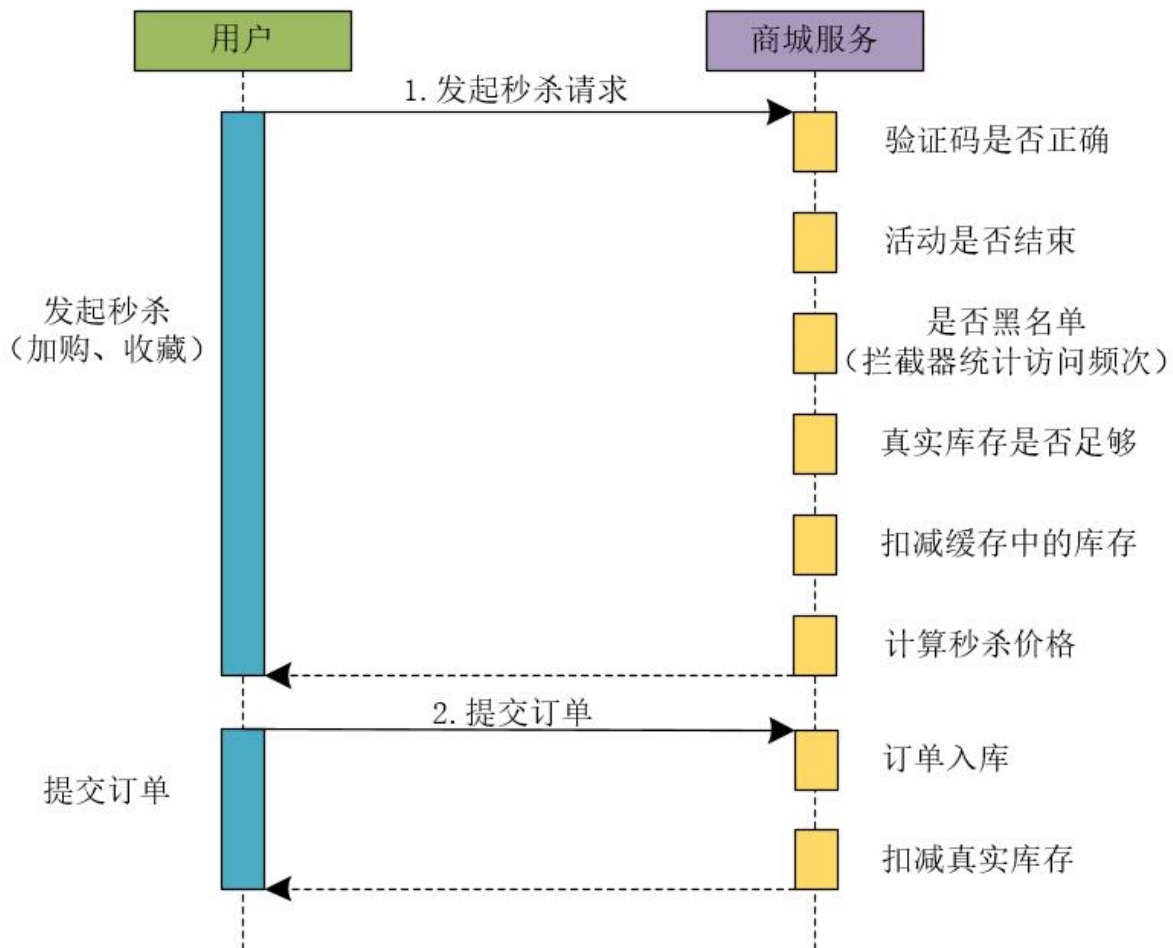 用户
商城服务
1.发起秒杀请求
验证码是否正确
活动是否结束
发起秒杀
（加购、收藏）
是否黑名单
（拦截器统计访问频次）
真实库存是否足够
扣减缓存中的库存
计算秒杀价格
2.提交订单
订单入库
提交订单
扣减真实库存